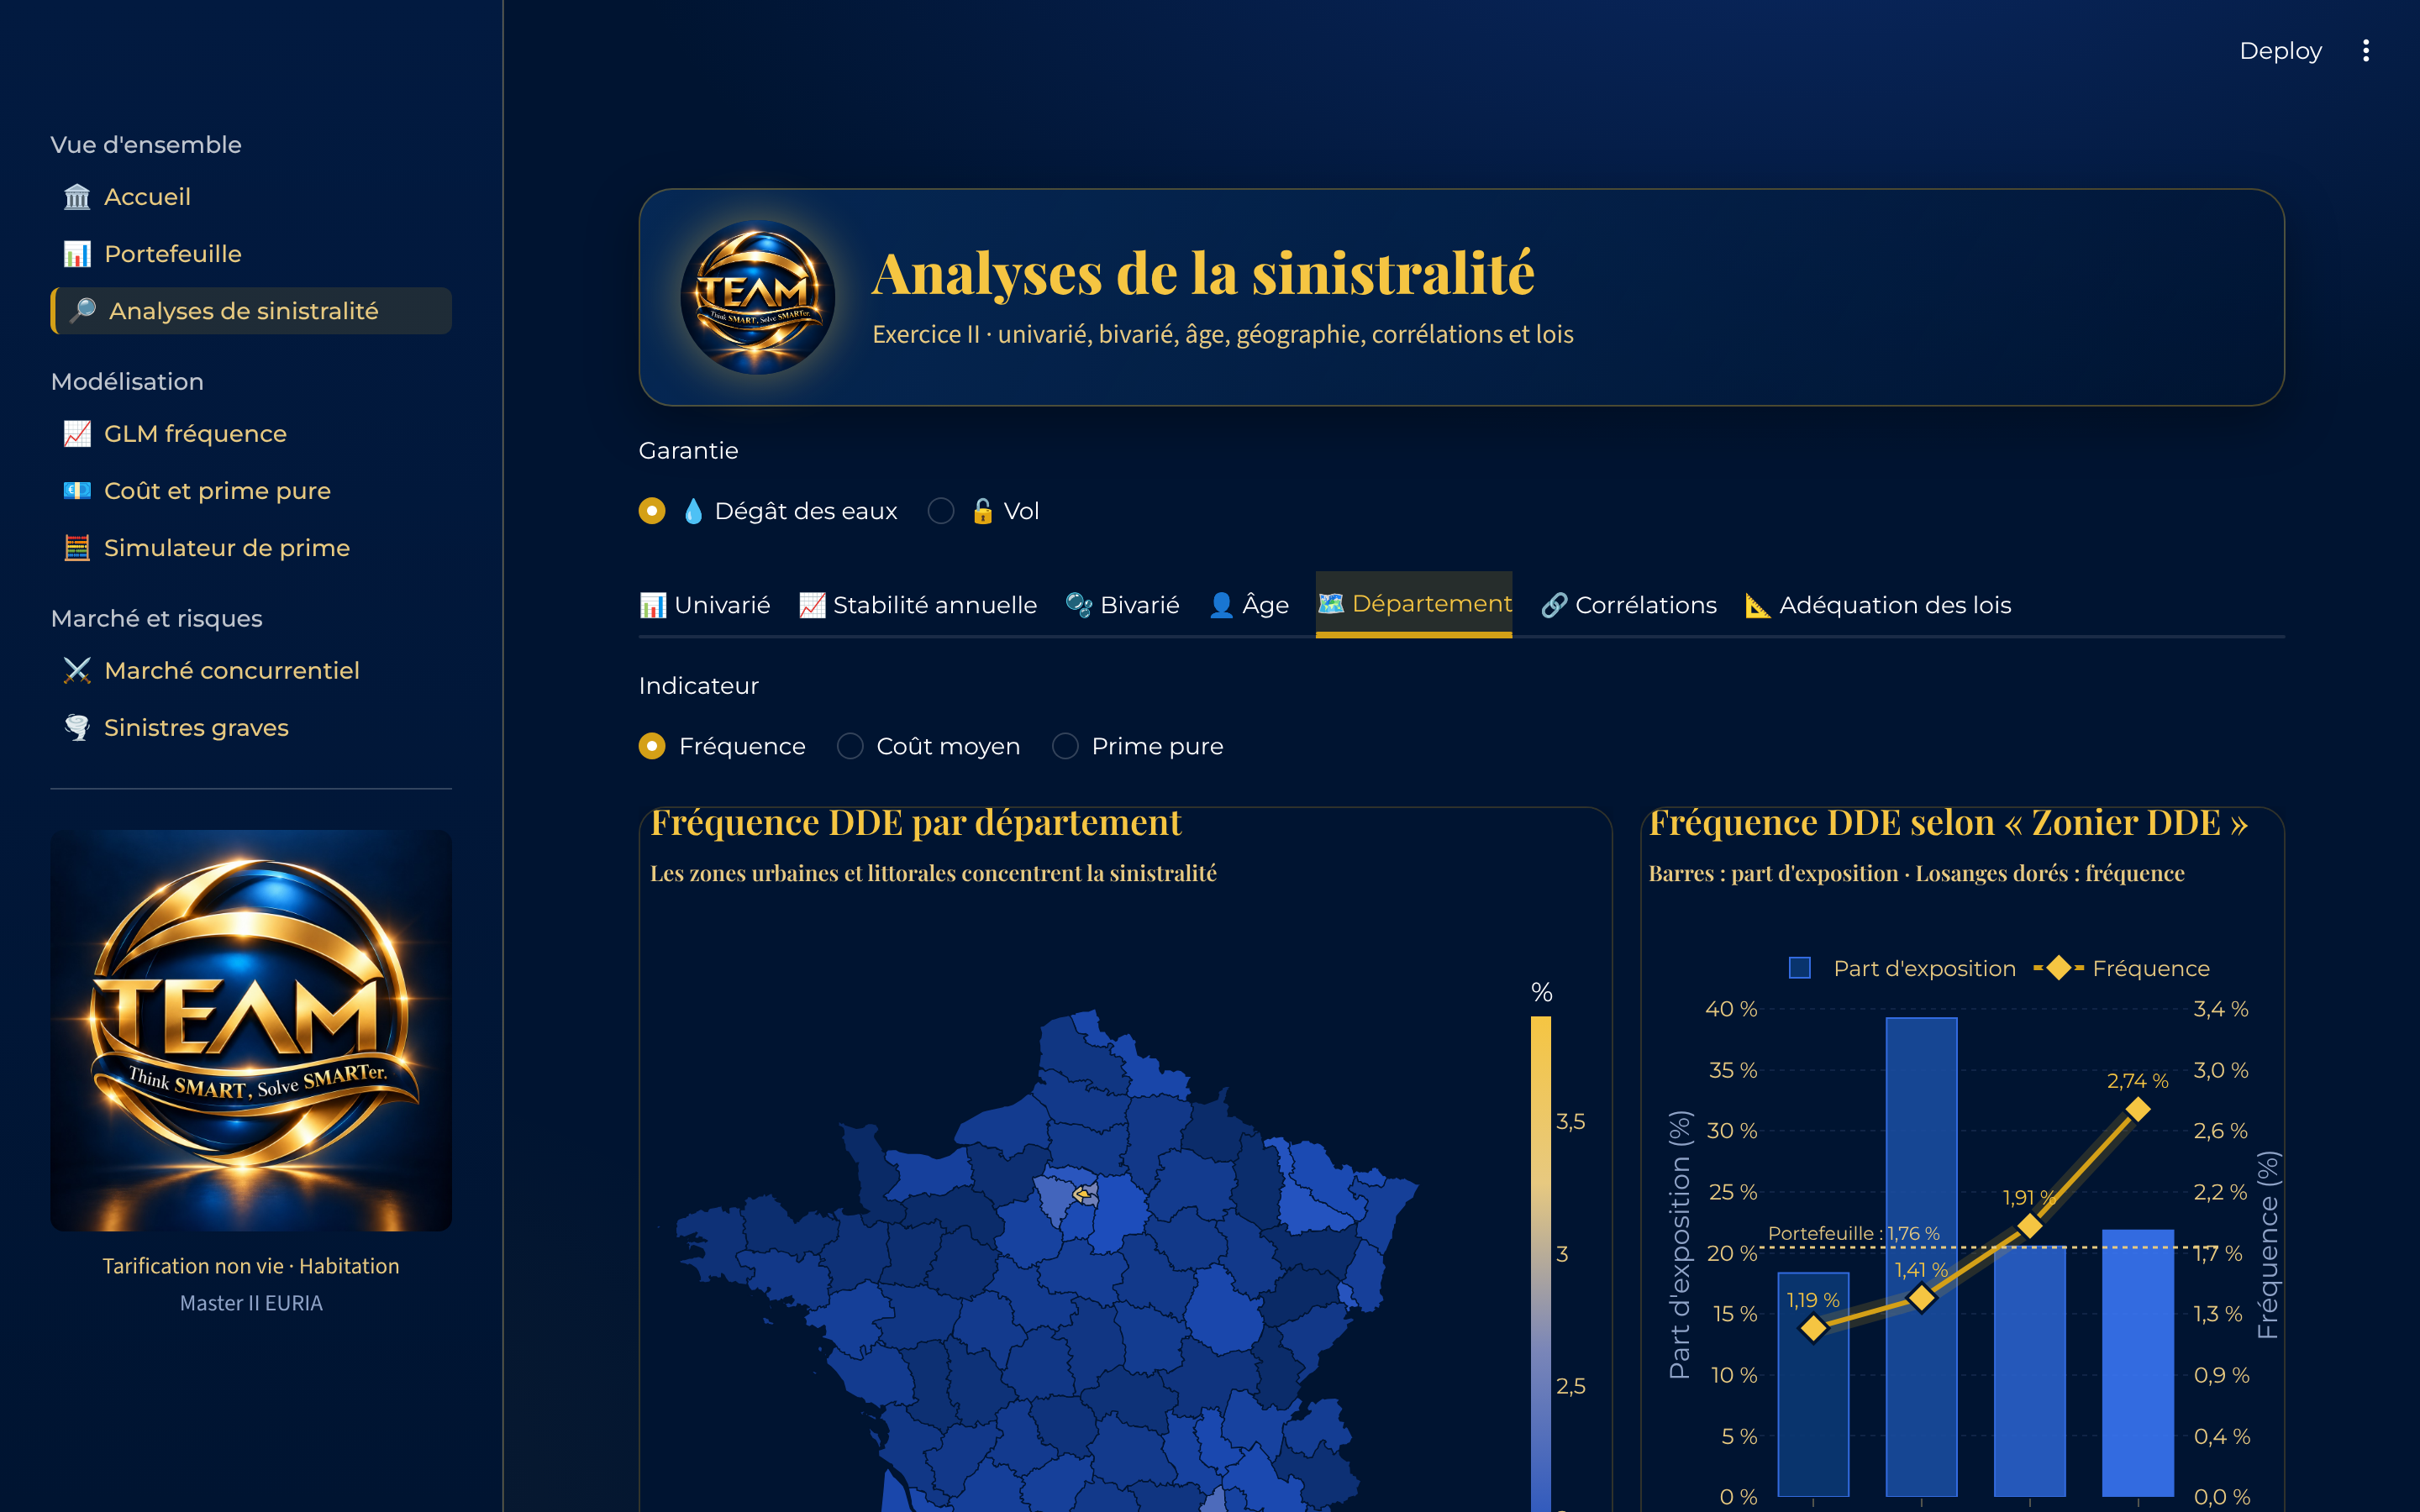 Deploy
Vue d'ensemble
Accueil
Portefeuille
Analyses de sinistralité
Modélisation
GLM fréquence
Coût et prime pure
Simulateur de prime
Marché et risques
Marché concurrentiel
Sinistres graves
TEAM
Think SMART, Solve SMARTer.
Tarification non vie · Habitation
Master II EURIA
TEAM
Think SMART, Solve SMARTer.
Analyses de la sinistralité
Exercice II · univarié, bivarié, âge, géographie, corrélations et lois
Garantie
Dégât des eaux
Vol
Univarié
Stabilité annuelle
Bivarié
Âge
Département
Corrélations
Adéquation des lois
Indicateur
Fréquence
Coût moyen
Prime pure
Fréquence DDE par département
Les zones urbaines et littorales concentrent la sinistralité
%
3,5
3
2,5
Fréquence DDE selon « Zonier DDE »
Barres : part d'exposition · Losanges dorés : fréquence
Part d'exposition
Fréquence
40 %
35 %
30 %
25 %
20 %
15 %
10 %
5 %
0 %
Part d'exposition (%)
Portefeuille : 1,76 %
1,19 %
1,41 %
1,91 %
2,74 %
3,4 %
3,0 %
2,6 %
2,2 %
1,7 %
1,3 %
0,9 %
0,4 %
0,0 %
Fréquence (%)